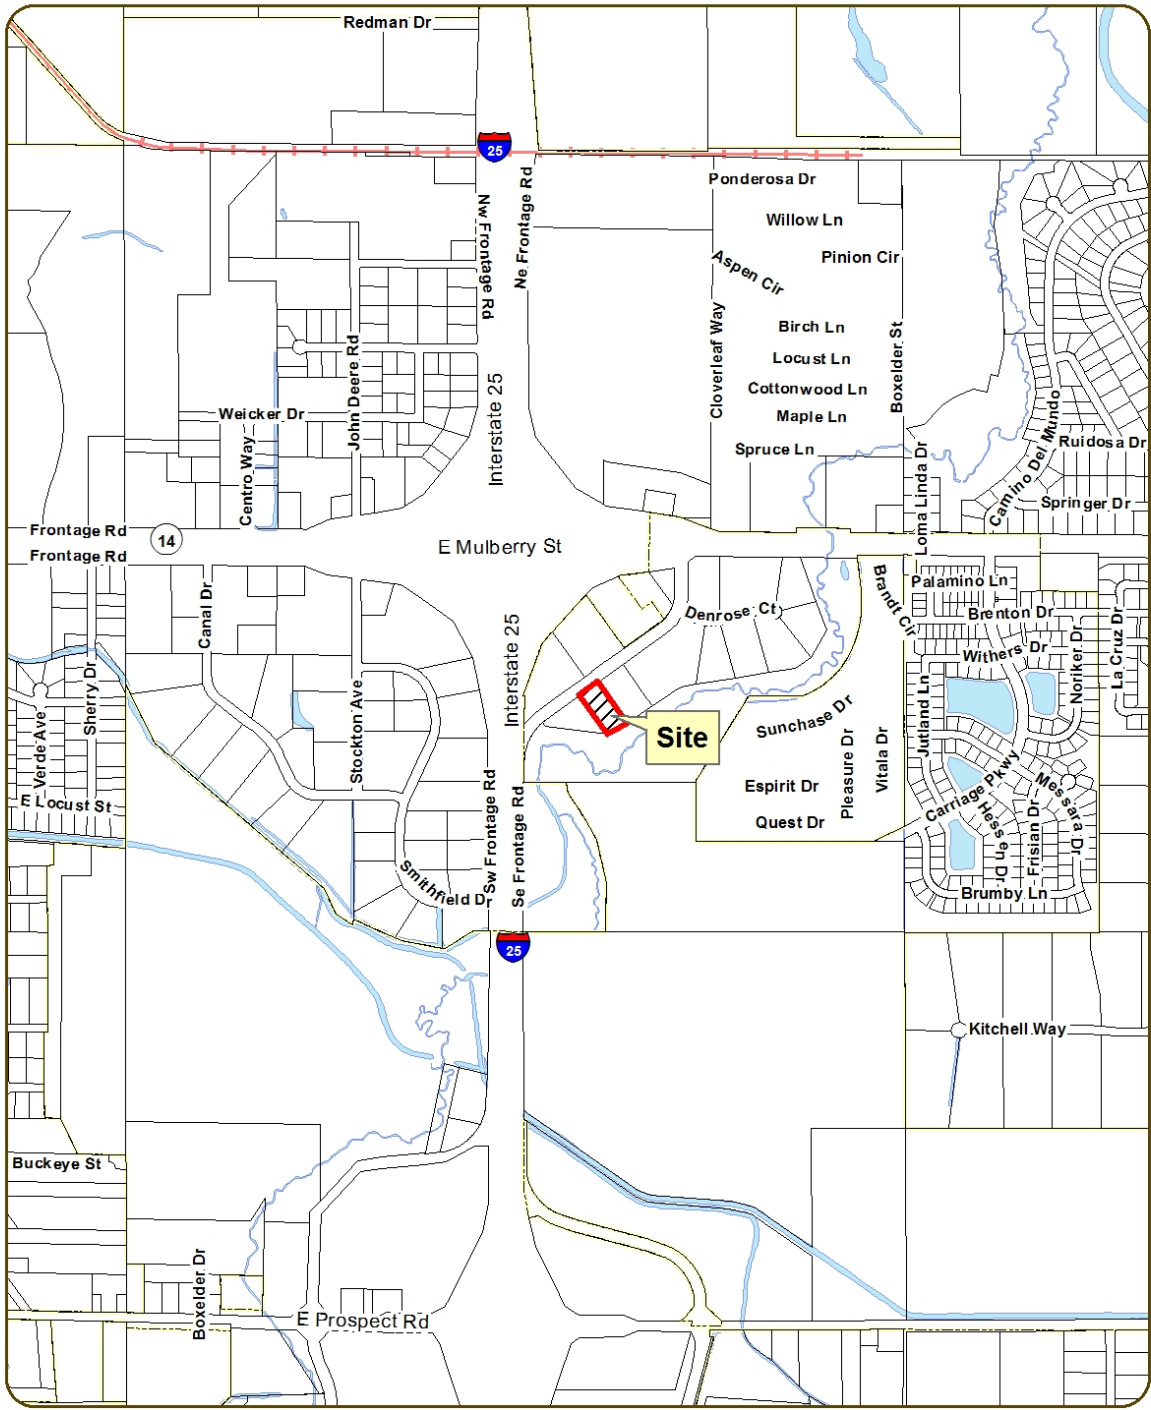 Redman Dr
25
Ponderosa Dr
Nw Frontage Rd
Ne Frontage Rd
Willow Ln
Pinion Cir
Aspen Cir
Birch Ln
Cloverleaf Way
Boxelder St
John Deere Rd
Locust Ln
Interstate 25
Cottonwood Ln
Weicker Dr
Maple Ln
Camino Del Mundo
Ruidosa Dr
Centro Way
Spruce Ln
Loma Linda Dr
Springer Dr
Frontage Rd
14
E Mulberry St
Frontage Rd
Canal Dr
Brandt Cir
Palamino Ln
Denrose Ct
Brenton Dr
Interstate 25
Withers Dr
Noriker Dr
La Cruz Dr
Sherry Dr
Verde Ave
Stockton Ave
Jutland Ln
Sunchase Dr
Site
Pleasure Dr
Vitala Dr
E Locust St
Espirit Dr
Carriage Pkwy
Messara Dr
Quest Dr
Hessen Dr
Frisian Dr
Sw Frontage Rd
Se Frontage Rd
Smithfield Dr
Brumby Ln
25
Kitchell Way
Buckeye St
Boxelder Dr
E Prospect Rd